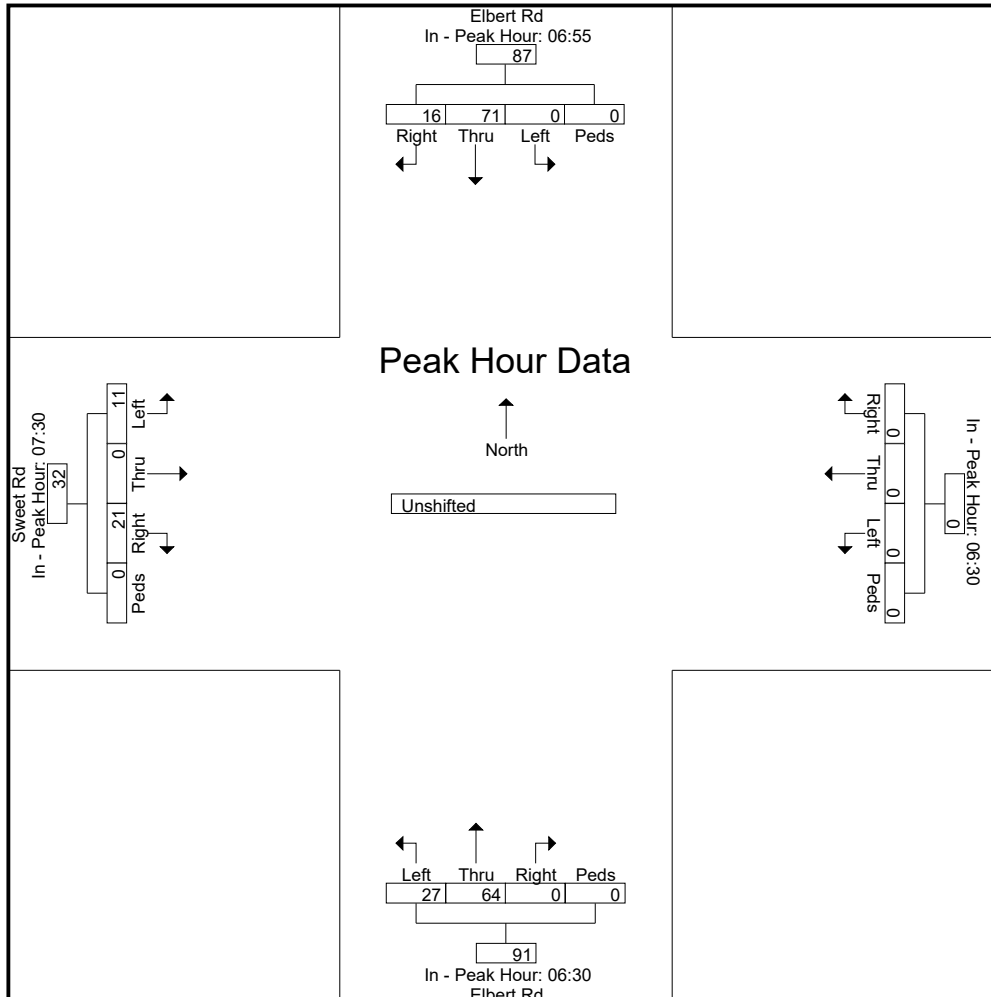 Elbert Rd
In - Peak Hour: 06:55
87
16 71 0 0
Right Thru Left Peds
Peak Hour Data
North
Unshifted
Sweet Rd
In - Peak Hour: 07:30
32
11 0 21 0
Left Thru Right Peds
Right Thru Left Peds
0 0 0 0
0
In - Peak Hour: 06:30
Left Thru Right Peds
27 64 0 0
91
In - Peak Hour: 06:30
Elbert Rd